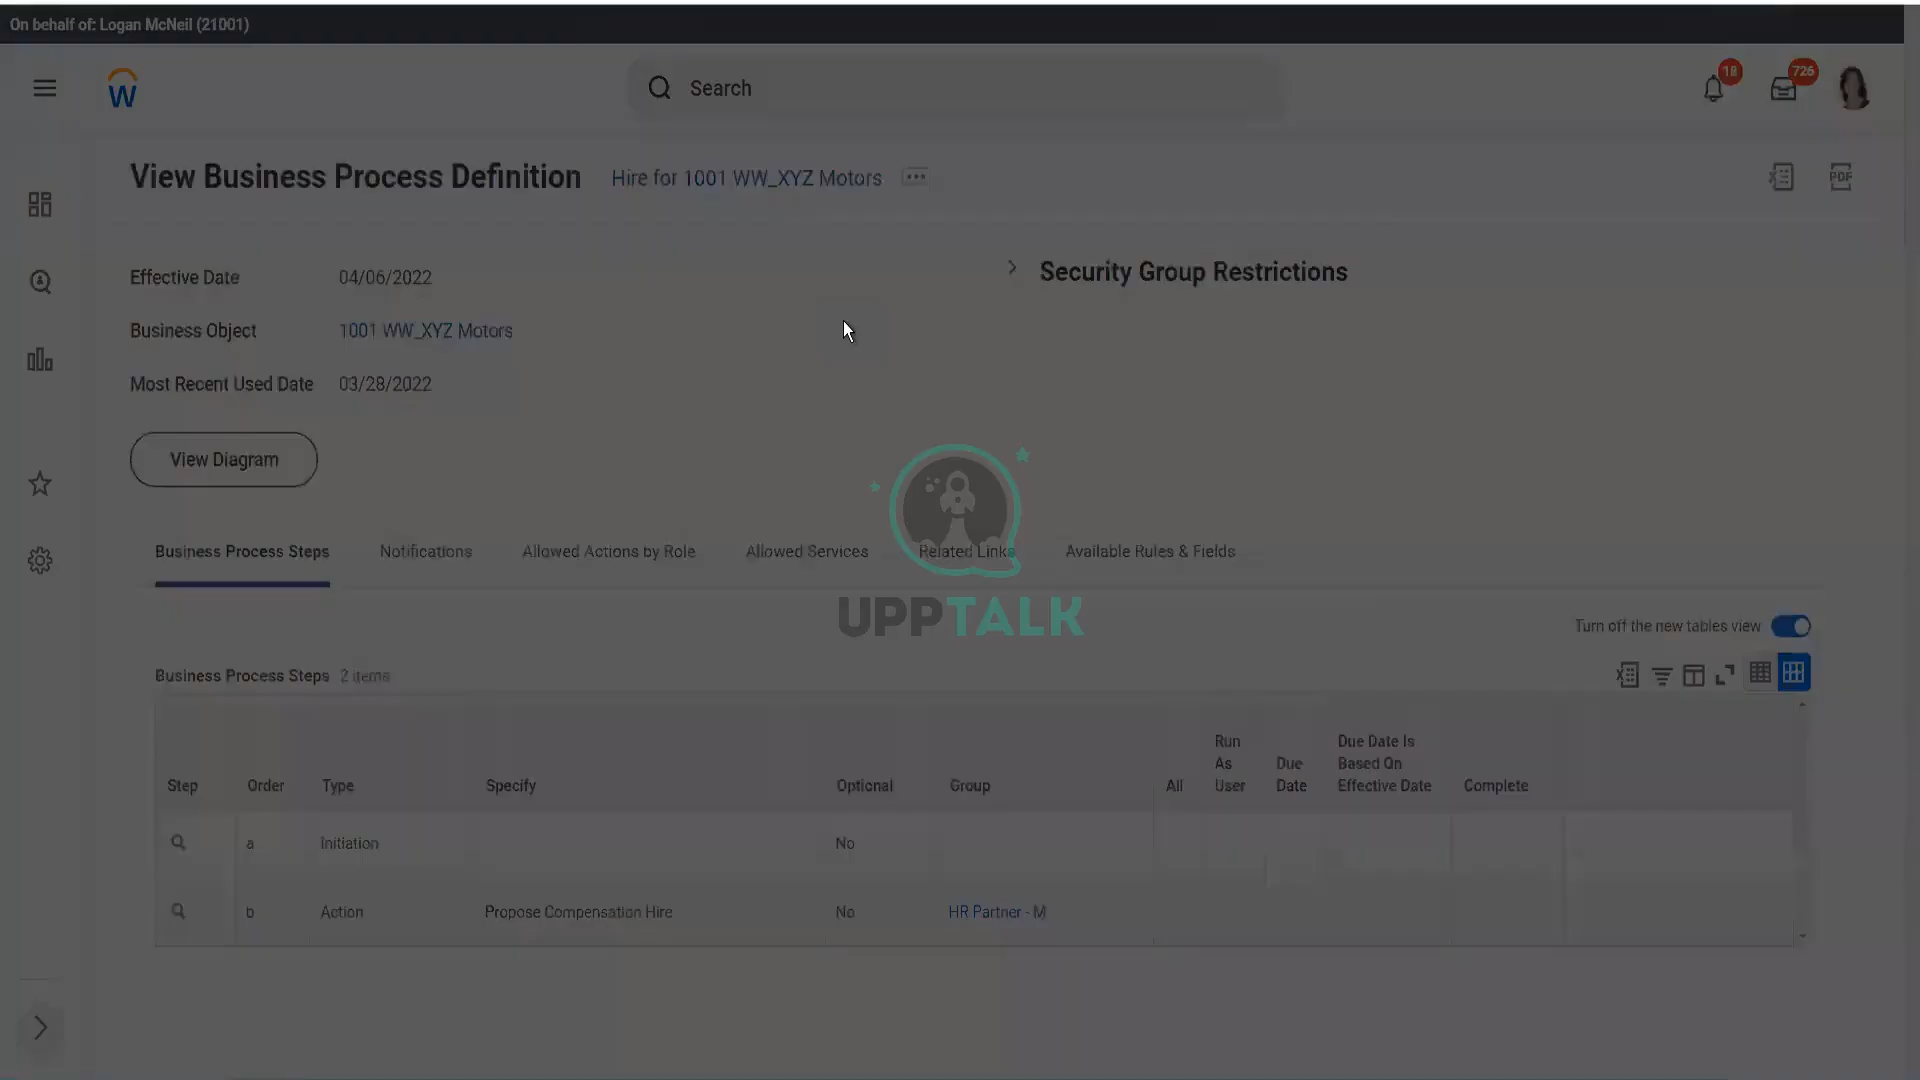 On behalf of: Logan McNeil (21001)
W
Search
18
726
View Business Process Definition Hire for 1001 WW_XYZ Motors
PDF
Effective Date 04/06/2022
Security Group Restrictions
Business Object 1001 WW_XYZ Motors
Most Recent Used Date 03/28/2022
View Diagram
Business Process Steps Notifications Allowed Actions by Role Allowed Services Related Links Available Rules & Fields
UPPTALK
Turn off the new tables view
Business Process Steps 2 items
Step Order Type Specify Optional Group All Run As User Due Date Due Date Is Based On Effective Date Complete
a Initiation No
b Action Propose Compensation Hire No HR Partner - M